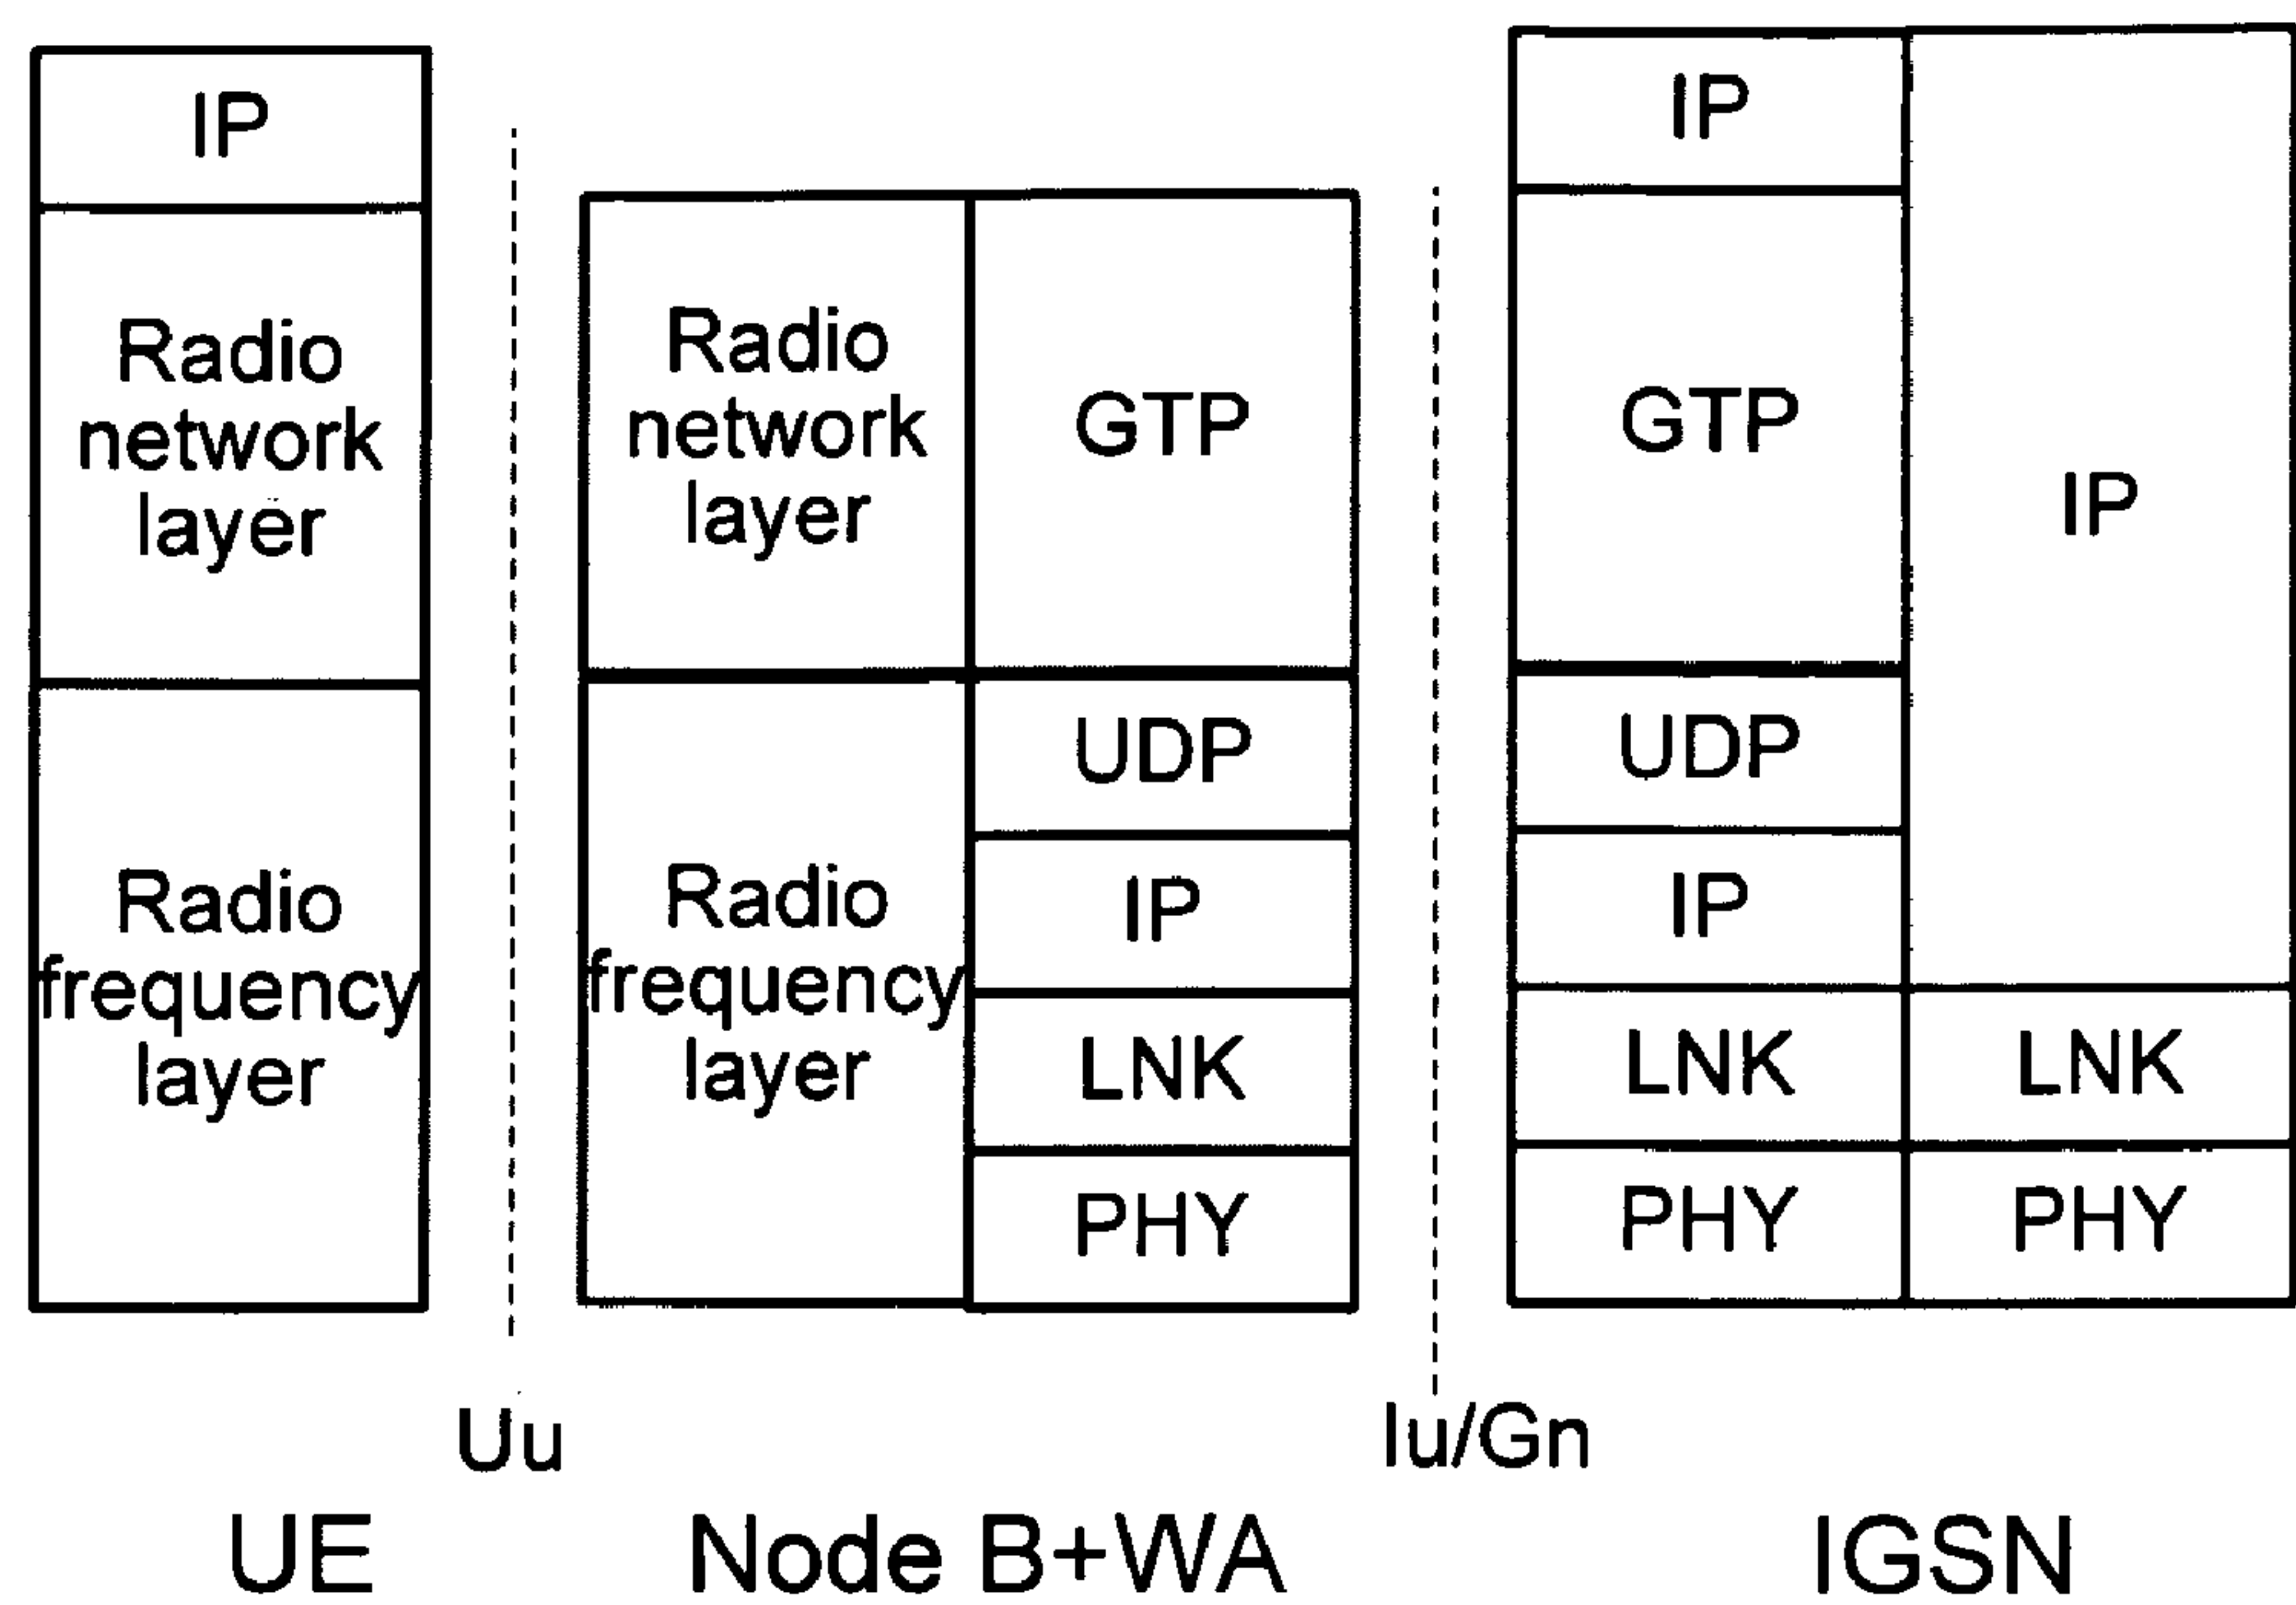 IP
Radio
network
layer
Radio
frequency
layer
Uu
UE
Radio
network
layer
Radio
frequency
layer
GTP
UDP
IP
LNK
PHY
Iu/Gn
Node B+WA
IP
GTP
UDP
IP
LNK
PHY
IP
LNK
PHY
IGSN